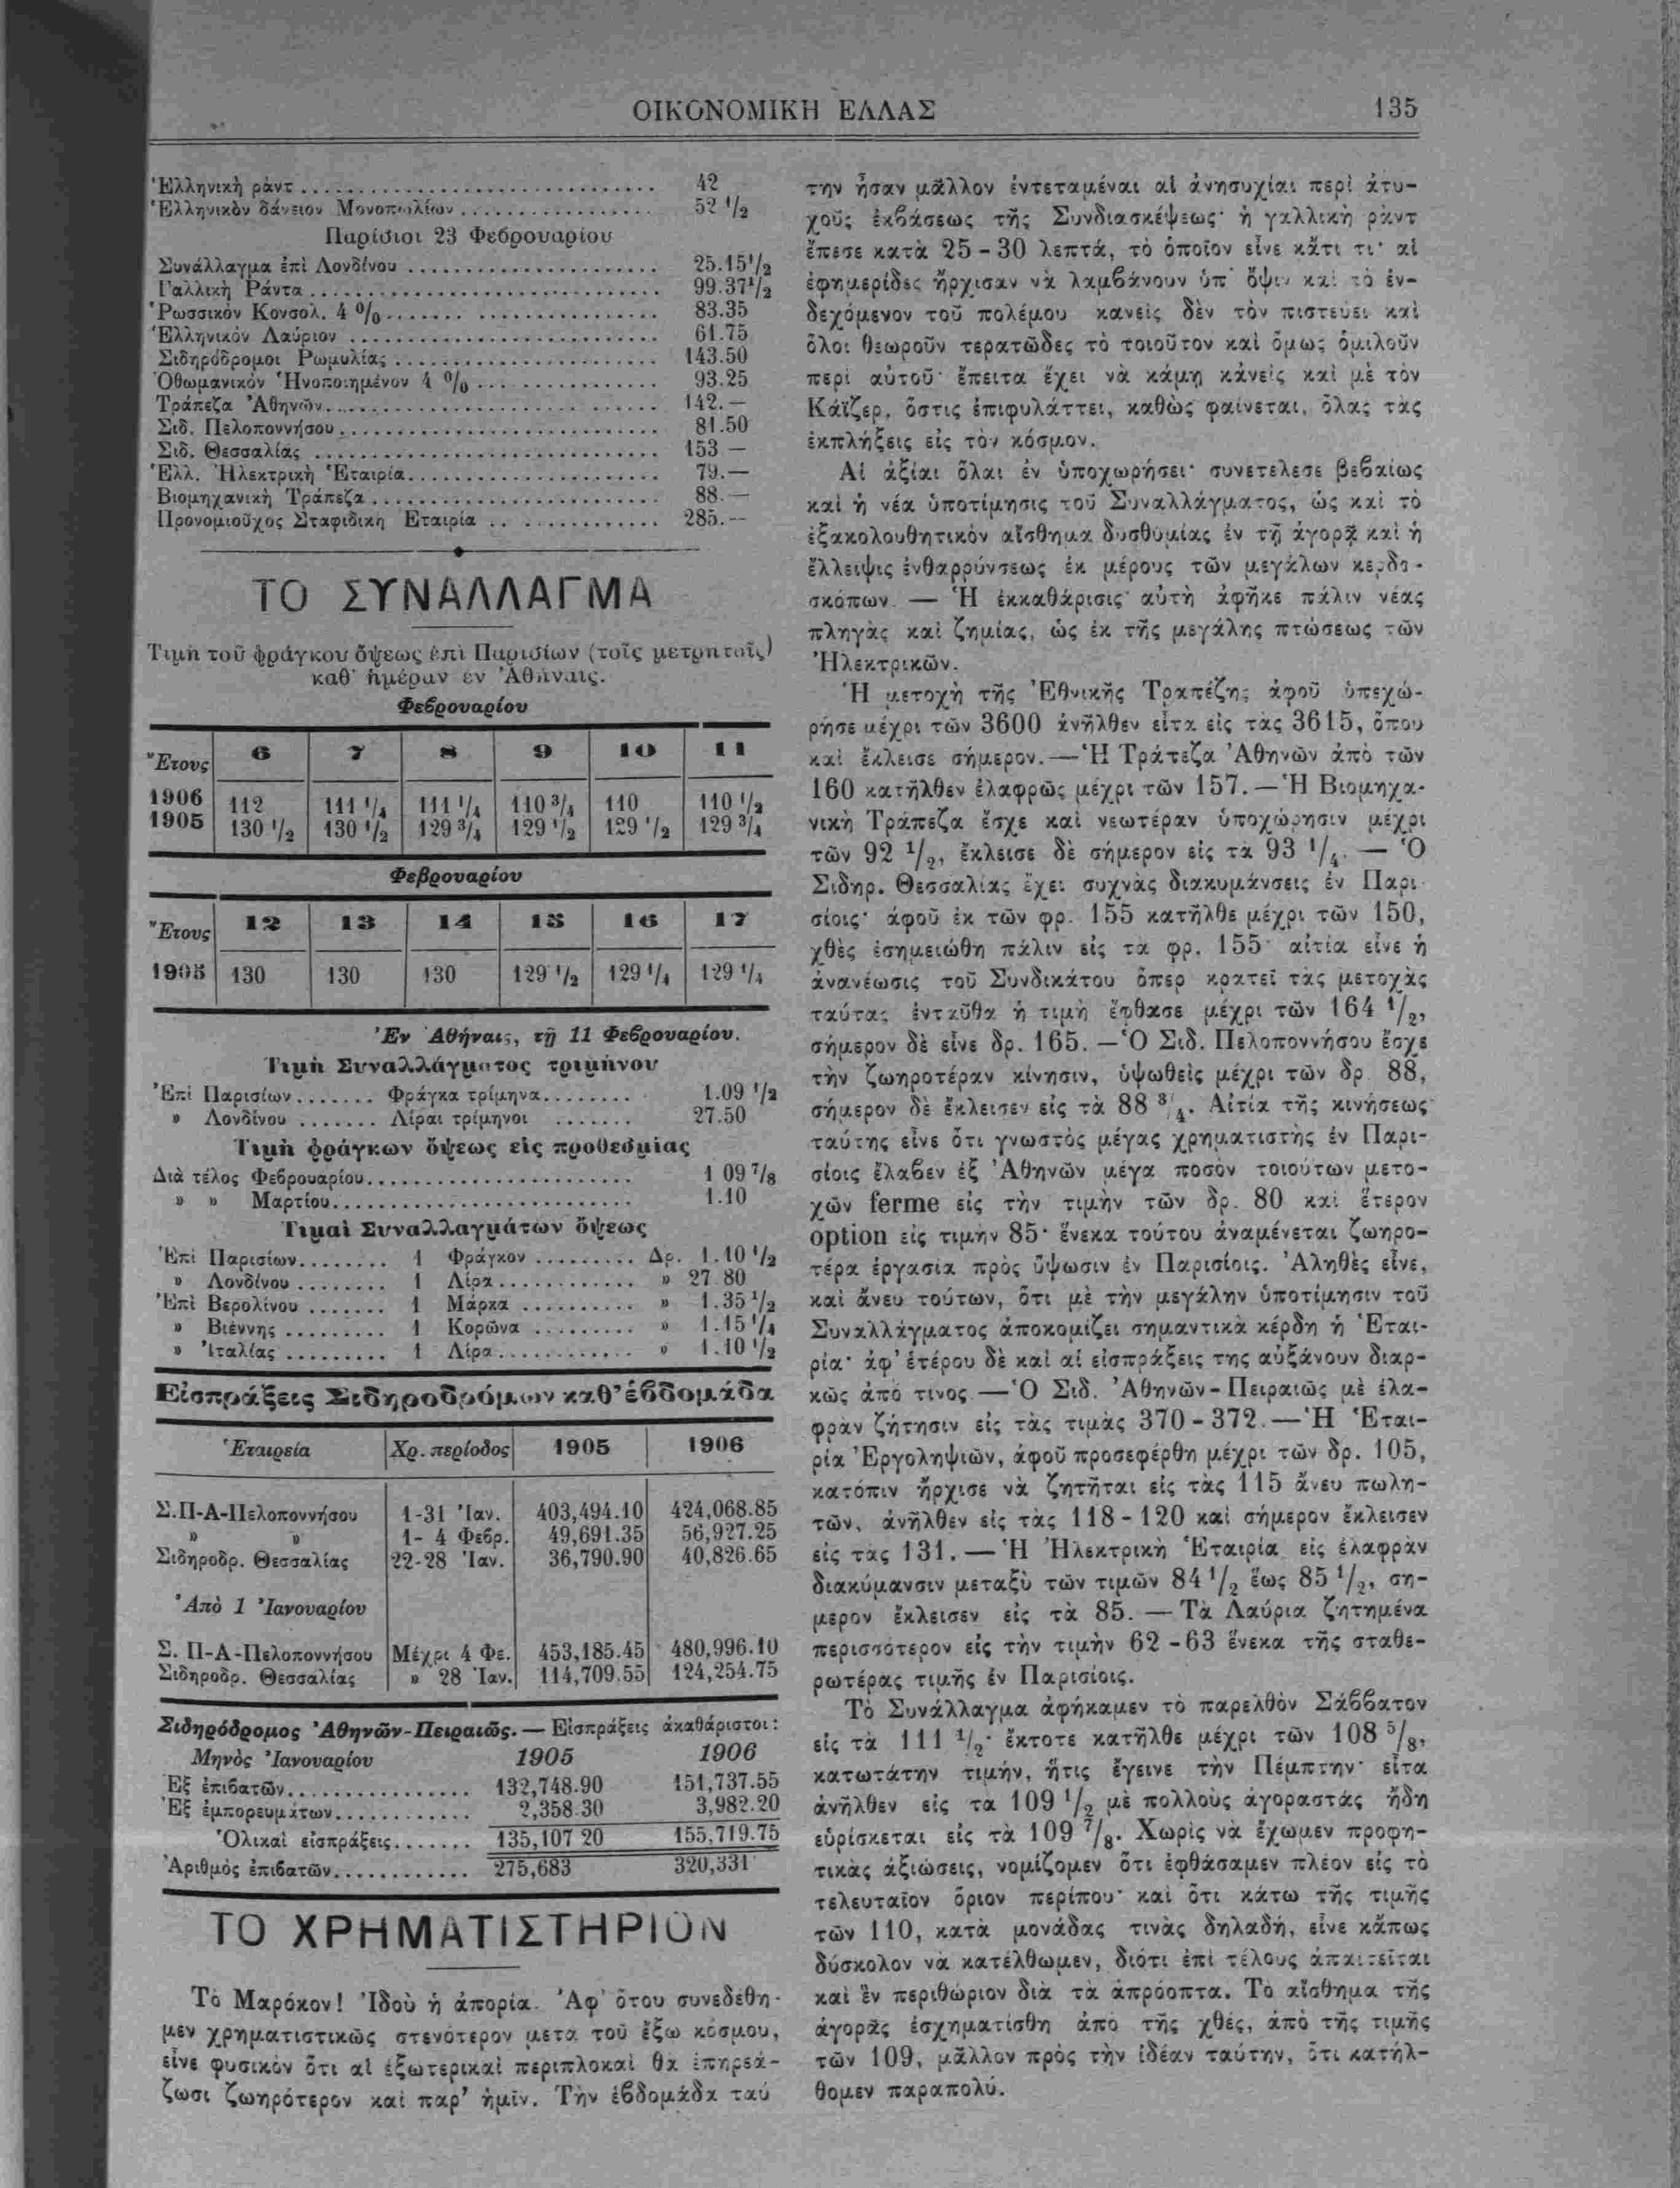 ΟΙΚΟΝΟΜΙΚΗ ΕΛΛΑΣ 135
Ἑλληνικὴ ράντ 42
Ἑλληνικὸν δάνειον Μονοπωλίων 52 1/2
Παρίσιοι 23 Φεβρουαρίου
Συνάλλαγμα ἐπὶ Λονδίνου 25.15 1/2
Γαλλικὴ Ράντα 99.37 1/2
Ῥωσσικόν Κονσολ. 4 % 83.35
Ἑλληνικόν Λαύριον 61.75
Σιδηρόδρομοι Ρωμυλίας 143.50
Ὀθωμανικόν Ἡνοποιημένον 4 % 93.25
Τράπεζα Ἀθηνῶν 142.—
Σιδ. Πελοποννήσου 81.50
Σιδ. Θεσσαλίας 153 —
Ἑλλ. Ἠλεκτρικὴ Ἑταιρία 79.—
Βιομηχανικὴ Τράπεζα 88.—
Προνομιοῦχος Σταφιδικη Ἑταιρία 285.—
ΤΟ ΣΥΝΑΛΛΑΓΜΑ
Τιμὴ τοῦ φράγκου ὄψεως ἐπὶ Παρισίων (τοῖς μετρητοῖς)
καθ' ἡμέραν ἐν Ἀθήναις.
Φεβρουαρίου
Ἔτους 6 7 8 9 10 11
1906 112 111 1/4 111 1/4 110 3/4 110 110 1/2
1905 130 1/2 130 1/2 129 3/4 129 1/2 129 1/2 129 3/4
Φεβρουαρίου
Ἔτους 12 13 14 15 16 17
1905 130 130 130 129 1/2 129 1/4 129 1/4
Ἐν Ἀθήναις, τῇ 11 Φεβρουαρίου.
Τιμὴ Συναλλάγματος τριμήνου
Ἐπὶ Παρισίων Φράγκα τρίμηνα 1.09 1/2
» Λονδίνου Λίραι τρίμηνοι 27.50
Τιμὴ φράγκων ὄψεως εἰς προθεσμίας
Διὰ τέλος Φεβρουαρίου 1 09 7/8
» » Μαρτίου 1.10
Τιμαὶ Συναλλαγμάτων ὄψεως
Ἐπὶ Παρισίων 1 Φράγκον Δρ. 1.10 1/2
» Λονδίνου 1 Λίρα » 27 80
Ἐπὶ Βερολίνου 1 Μάρκα » 1.35 1/2
» Βιέννης 1 Κορῶνα » 1.15 1/4
» Ἰταλίας 1 Λίρα » 1.10 1/2
Εἰσπράξεις Σιδηροδρόμων καθ' ἑβδομάδα
Ἑταιρεία Χρ. περίοδος 1905 1906
Σ.Π-Α-Πελοποννήσου 1-31 Ἰαν. 403,494.10 424,068.85
» » 1- 4 Φεβρ. 49,691.35 56,927.25
Σιδηροδρ. Θεσσαλίας 22-28 Ἰαν. 36,790.90 40,826.65
Ἀπὸ 1 Ἰανουαρίου
Σ. Π-Α-Πελοποννήσου Μέχρι 4 Φε. 453,185.45 480,996.10
Σιδηροδρ. Θεσσαλίας » 28 Ἰαν. 114,709.55 124,254.75
Σιδηρόδρομος Ἀθηνῶν-Πειραιῶς. — Εἰσπράξεις ἀκαθάριστοι:
Μηνὸς Ἰανουαρίου 1905 1906
Ἐξ ἐπιβατῶν 132,748.90 151,737.55
Ἐξ ἐμπορευμάτων 2,358 30 3,982.20
Ὁλικαὶ εἰσπράξεις 135,107 20 155,719.75
Ἀριθμὸς ἐπιβατῶν 275,683 320,331
ΤΟ ΧΡΗΜΑΤΙΣΤΗΡΙΟΝ
Τὸ Μαρόκον! Ἰδοὺ ἡ ἀπορία. Ἀφ' ὅτου συνεδέθη-
μεν χρηματιστικῶς στενότερον μετα τοῦ ἔξω κόσμου,
εἶνε φυσικὸν ὅτι αἱ ἐξωτερικαὶ περιπλοκαὶ θα ἐπηρεά-
ζωσι ζωηρότερον καὶ παρ' ἡμῖν. Τὴν ἑβδομάδα ταύ
την ἦσαν μᾶλλον ἐντεταμέναι αἱ ἀνησυχίαι περὶ ἀτυ-
χοῦς ἐκβάσεως τῆς Συνδιασκέψεως· ἡ γαλλικὴ ρὰντ
ἔπεσε κατὰ 25-30 λεπτά, τὸ ὁποῖον εἶνε κᾶτι τι· αἱ
ἐφημερίδες ἤρχισαν νὰ λαμβάνουν ὑπ' ὄψιν καὶ τὸ ἐν-
δεχόμενον τοῦ πολέμου κανεὶς δὲν τὸν πιστεύει καὶ
ὅλοι θεωροῦν τερατῶδες τὸ τοιοῦτον καὶ ὅμως ὁμιλοῦν
περὶ αὐτοῦ· ἔπειτα ἔχει νὰ κάμῃ κἀνεὶς καὶ μὲ τὸν
Κάϊζερ, ὅστις ἐπιφυλάττει, καθὼς φαίνεται, ὅλας τὰς
ἐκπλήξεις εἰς τὸν κόσμον.
Αἱ ἀξίαι ὅλαι ἐν ὑποχωρήσει· συνετέλεσε βεβαίως
καὶ ἡ νέα ὑποτίμησις τοῦ Συναλλάγματος, ὡς καὶ τὸ
ἐξακολουθητικὸν αἴσθημα δυσθυμίας ἐν τῇ ἀγορᾷ καὶ ἡ
ἔλλειψις ἐνθαρρύνσεως ἐκ μέρους τῶν μεγάλων κερδο-
σκόπων. — Ἡ ἐκκαθάρισις αὐτὴ ἀφῆκε πάλιν νέας
πληγὰς καὶ ζημίας, ὡς ἐκ τῆς μεγάλης πτώσεως τῶν
Ἠλεκτρικῶν.
Ἡ μετοχὴ τῆς Ἐθνικῆς Τραπέζης ἀφοῦ ὑπεχώ-
ρησε μέχρι τῶν 3600 ἀνῆλθεν εἶτα εἰς τὰς 3615, ὅπου
καὶ ἔκλεισε σήμερον.— Ἡ Τράπεζα Ἀθηνῶν ἀπὸ τῶν
160 κατῆλθεν ἐλαφρῶς μέχρι τῶν 157.— Ἡ Βιομηχα-
νικὴ Τράπεζα ἔσχε καὶ νεωτέραν ὑποχώρησιν μέχρι
τῶν 92 1/2, ἔκλεισε δὲ σήμερον εἰς τὰ 93 1/4. — Ὁ
Σιδηρ. Θεσσαλίας ἔχει συχνὰς διακυμάνσεις ἐν Παρι-
σίοις· ἀφοῦ ἐκ τῶν φρ. 155 κατῆλθε μέχρι τῶν 150,
χθὲς ἐσημειώθη πάλιν εἰς τα φρ. 155· αἰτία εἶνε ἡ
ἀνανέωσις τοῦ Συνδικάτου ὅπερ κρατεῖ τὰς μετοχὰς
ταύτας ἐνταῦθα ἡ τιμὴ ἔφθασε μέχρι τῶν 164 1/2,
σήμερον δὲ εἶνε δρ. 165. — Ὁ Σιδ. Πελοποννήσου ἔσχε
τὴν ζωηροτέραν κίνησιν, ὑψωθεὶς μέχρι τῶν δρ 88,
σήμερον δὲ ἔκλεισεν εἰς τὰ 88 3/4. Αἰτία τῆς κινήσεως
ταύτης εἶνε ὅτι γνωστὸς μέγας χρηματιστὴς ἐν Παρι-
σίοις ἔλαβεν ἐξ Ἀθηνῶν μέγα ποσὸν τοιούτων μετο-
χῶν ferme εἰς τὴν τιμὴν τῶν δρ. 80 καὶ ἕτερον
option εἰς τιμὴν 85· ἕνεκα τούτου ἀναμένεται ζωηρο-
τέρα ἐργασία πρὸς ὕψωσιν ἐν Παρισίοις. Ἀληθὲς εἶνε,
καὶ ἄνευ τούτων, ὅτι μὲ τὴν μεγάλην ὑποτίμησιν τοῦ
Συναλλάγματος ἀποκομίζει σημαντικὰ κέρδη ἡ Ἑται-
ρία· ἀφ' ἑτέρου δὲ καὶ αἱ εἰσπράξεις της αὐξάνουν διαρ-
κῶς ἀπό τινος — Ὁ Σιδ. Ἀθηνῶν-Πειραιῶς μὲ ἐλα-
φρὰν ζήτησιν εἰς τὰς τιμὰς 370-372.— Ἡ Ἑται-
ρία Ἐργοληψιῶν, ἀφοῦ προσεφέρθη μέχρι τῶν δρ. 105,
κατόπιν ἤρχισε νὰ ζητῆται εἰς τὰς 115 ἄνευ πωλη-
τῶν, ἀνῆλθεν εἰς τὰς 118-120 καὶ σήμερον ἔκλεισεν
εἰς τὰς 131.— Ἡ Ἠλεκτρικὴ Ἑταιρία εἰς ἐλαφρὰν
διακύμανσιν μεταξὺ τῶν τιμῶν 84 1/2 ἕως 85 1/2, σή-
μερον ἔκλεισεν εἰς τὰ 85. — Τὰ Λαύρια ζητημένα
περισσότερον εἰς τὴν τιμὴν 62-63 ἕνεκα τῆς σταθε-
ρωτέρας τιμῆς ἐν Παρισίοις.
Τὸ Συνάλλαγμα ἀφήκαμεν τὸ παρελθὸν Σάββατον
εἰς τὰ 111 1/2· ἔκτοτε κατῆλθε μέχρι τῶν 108 5/8,
κατωτάτην τιμήν, ἥτις ἔγεινε τὴν Πέμπτην· εἶτα
ἀνῆλθεν εἰς τα 109 1/2 μὲ πολλοὺς ἀγοραστάς ἤδη
εὑρίσκεται εἰς τὰ 109 7/8. Χωρὶς νὰ ἔχωμεν προφη-
τικὰς ἀξιώσεις, νομίζομεν ὅτι ἐφθάσαμεν πλέον εἰς τὸ
τελευταῖον ὅριον περίπου· καὶ ὅτι κάτω τῆς τιμῆς
τῶν 110, κατὰ μονάδας τινὰς δηλαδή, εἶνε κἄπως
δύσκολον νὰ κατέλθωμεν, διότι ἐπὶ τέλους ἀπαιτεῖται
καὶ ἓν περιθώριον διὰ τὰ ἀπρόοπτα. Τὸ αἴσθημα τῆς
ἀγορᾶς ἐσχηματίσθη ἀπὸ τῆς χθές, ἀπὸ τῆς τιμῆς
τῶν 109, μᾶλλον πρὸς τὴν ἰδέαν ταύτην, ὅτι κατήλ-
θομεν παραπολύ.